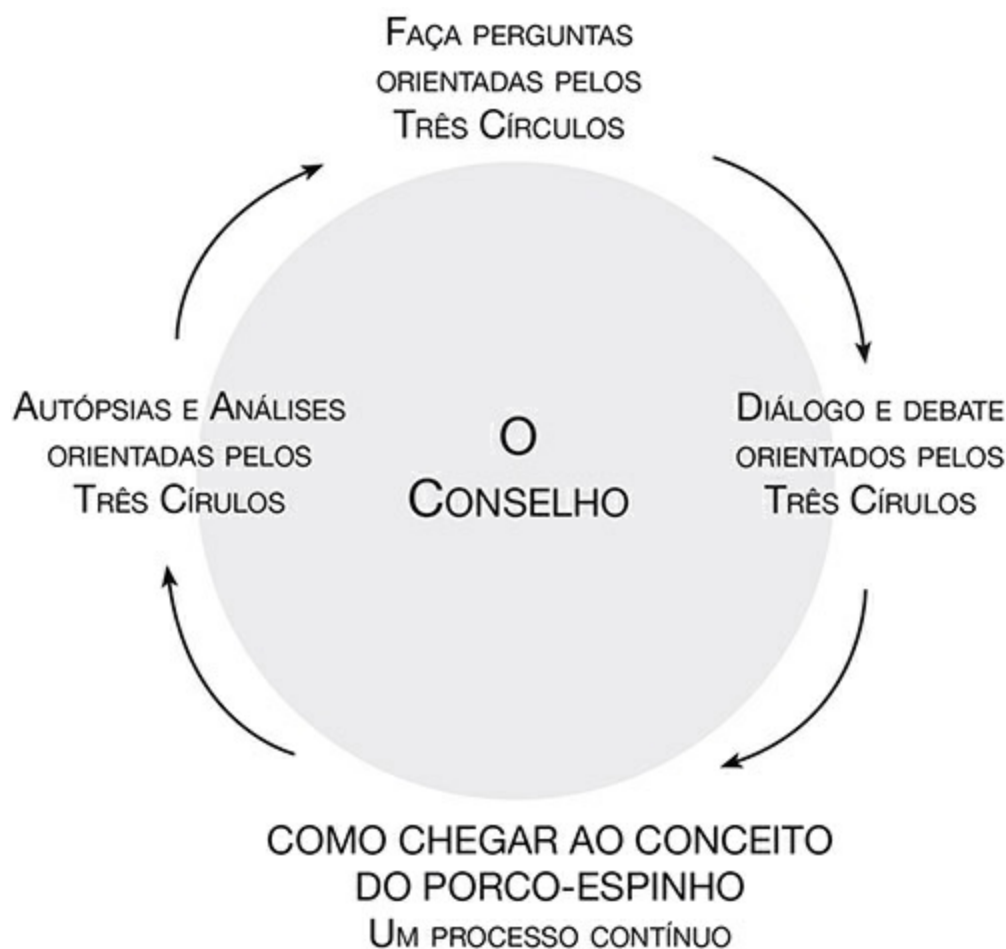 FAÇA PERGUNTAS
ORIENTADAS PELOS
TRÊS CÍRCULOS
DIÁLOGO E DEBATE
ORIENTADOS PELOS
TRÊS CÍRULOS
COMO CHEGAR AO CONCEITO
DO PORCO-ESPINHO
UM PROCESSO CONTÍNUO
AUTÓPSIAS E ANÁLISES
ORIENTADAS PELOS
TRÊS CÍRULOS
O
CONSELHO